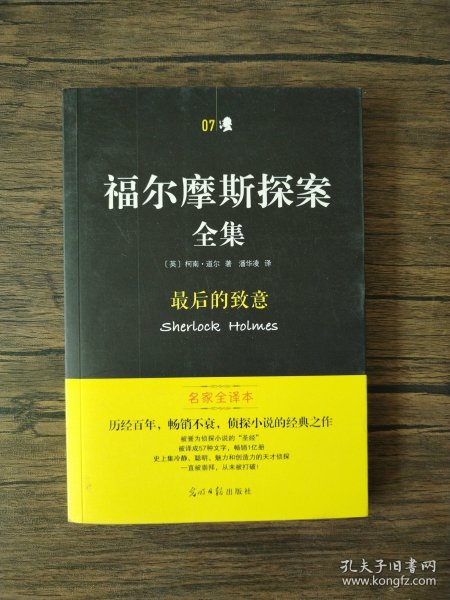 07
福尔摩斯探案
全集
〔英〕柯南·道尔 著 潘华凌 译
最后的致意
Sherlock Holmes
名家全译本
历经百年，畅销不衰，侦探小说的经典之作
被誉为侦探小说的“圣经”
被译成57种文字，畅销1亿册
史上集冷静、聪明、魅力和创造力的天才侦探
一直被崇拜，从未被打破！
光明日报出版社
孔夫子旧书网
www.kongfz.com